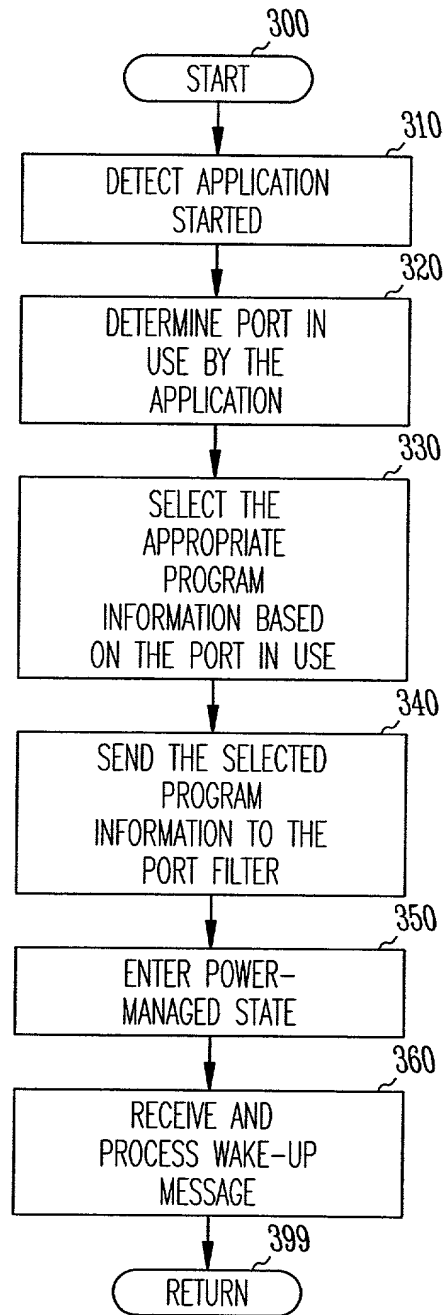 300
START
310
DETECT APPLICATION
STARTED
320
DETERMINE PORT IN
USE BY THE
APPLICATION
330
SELECT THE
APPROPRIATE
PROGRAM
INFORMATION BASED
ON THE PORT IN USE
340
SEND THE SELECTED
PROGRAM
INFORMATION TO THE
PORT FILTER
350
ENTER POWER-
MANAGED STATE
360
RECEIVE AND
PROCESS WAKE-UP
MESSAGE
399
RETURN